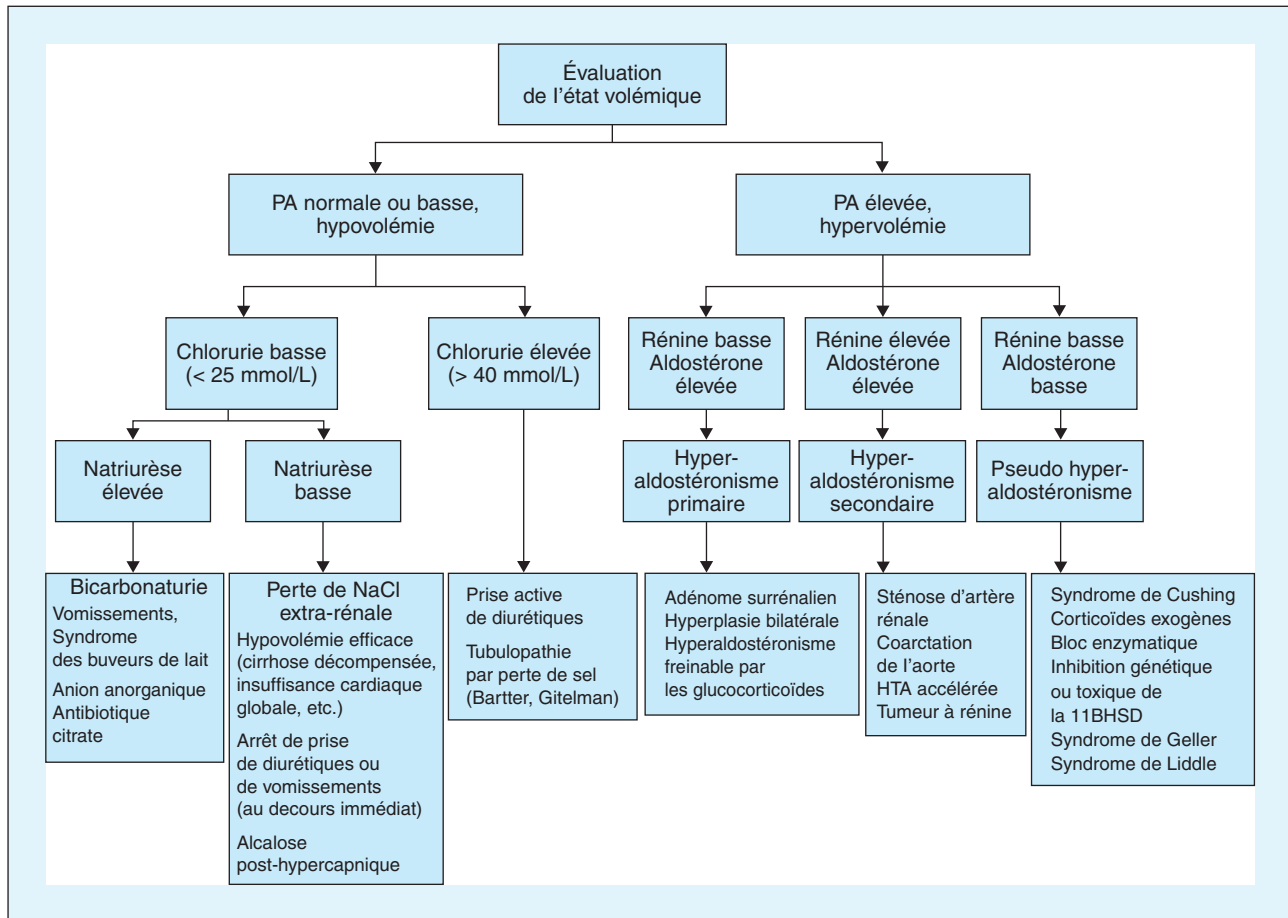 Évaluation
de l'état volémique
PA normale ou basse,
hypovolémie
PA élevée,
hypervolémie
Chlorurie basse
(< 25 mmol/L)
Chlorurie élevée
(> 40 mmol/L)
Rénine basse
Aldostérone
élevée
Rénine élevée
Aldostérone
élevée
Rénine basse
Aldostérone
basse
Natriurèse
élevée
Natriurèse
basse
Hyper-
aldostéronisme
primaire
Hyper-
aldostéronisme
secondaire
Pseudo hyper-
aldostéronisme
Bicarbonaturie
Vomissements,
Syndrome
des buveurs de lait
Anion anorganique
Antibiotique
citrate
Perte de NaCl
extra-rénale
Hypovolémie efficace
(cirrhose décompensée,
insuffisance cardiaque
globale, etc.)
Arrêt de prise
de diurétiques ou
de vomissements
(au decours immédiat)
Alcalose
post-hypercapnique
Prise active
de diurétiques
Tubulopathie
par perte de sel
(Bartter, Gitelman)
Adénome surrénalien
Hyperplasie bilatérale
Hyperaldostéronisme
freinable par
les glucocorticoïdes
Sténose d'artère
rénale
Coarctation
de l'aorte
HTA accélérée
Tumeur à rénine
Syndrome de Cushing
Corticoïdes exogènes
Bloc enzymatique
Inhibition génétique
ou toxique de
la 11BHSD
Syndrome de Geller
Syndrome de Liddle